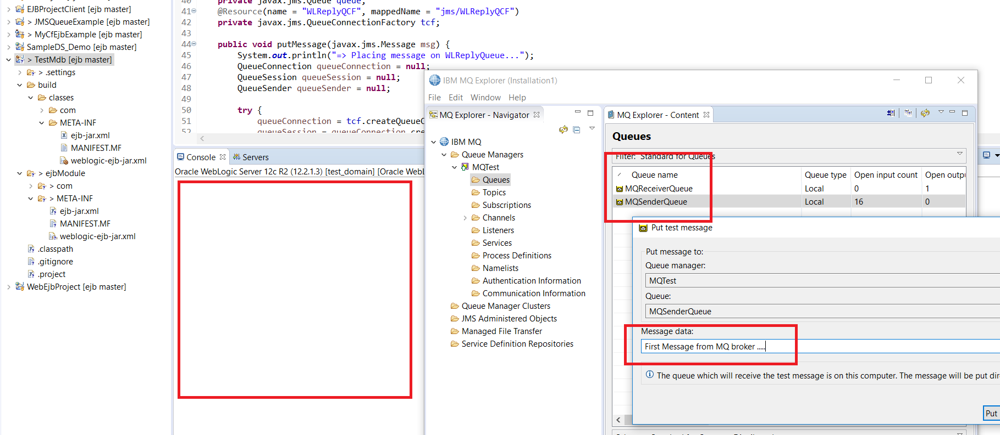 EJBProjectClient [ejb master]
> JMSQueueExample [ejb master]
> MyCfEjbExample [ejb master]
SampleDS_Demo [ejb master]
> TestMdb [ejb master]
> .settings
build
classes
com
META-INF
ejb-jar.xml
MANIFEST.MF
weblogic-ejb-jar.xml
> ejbModule
> com
> META-INF
ejb-jar.xml
MANIFEST.MF
weblogic-ejb-jar.xml
.classpath
.gitignore
.project
WebEjbProject [ejb master]
40 private javax.jms.Queue queue;
41 @Resource(name = "WLReplyQCF", mappedName = "jms/WLReplyQCF")
42 private javax.jms.QueueConnectionFactory tcf;
43
44 public void putMessage(javax.jms.Message msg) {
45 System.out.println("=> Placing message on WLReplyQueue...");
46 QueueConnection queueConnection = null;
47 QueueSession queueSession = null;
48 QueueSender queueSender = null;
49
50 try {
51 queueConnection = tcf.createQueueC
52 queueSession = queueConnection.cre
Console
Servers
Oracle WebLogic Server 12c R2 (12.2.1.3) [test_domain] [Oracle WebL
IBM MQ Explorer (Installation1)
File Edit Window Help
MQ Explorer - Navigator
IBM MQ
Queue Managers
MQTest
Queues
Topics
Subscriptions
Channels
Listeners
Services
Process Definitions
Namelists
Authentication Information
Communication Information
Queue Manager Clusters
JMS Administered Objects
Managed File Transfer
Service Definition Repositories
MQ Explorer - Content
Queues
Filter: Standard for Queues
Queue name Queue type Open input count Open outpu
MQReceiverQueue Local 0 1
MQSenderQueue Local 16 0
Put test message
Put message to:
Queue manager:
MQTest
Queue:
MQSenderQueue
Message data:
First Message from MQ broker .....
The queue which will receive the test message is on this computer. The message will be put dire
Put